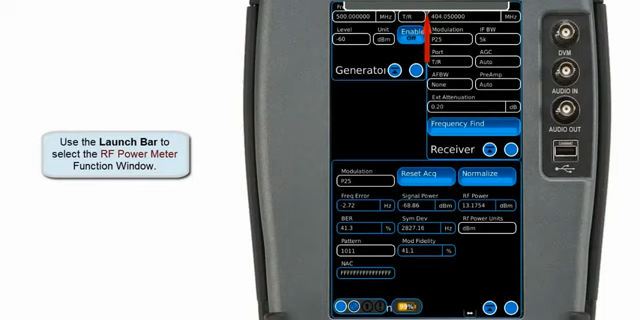 Use the Launch Bar to
select the RF Power Meter
Function Window.
500.000000 MHz T/R 404.050000 MHz
Level Unit Enable Modulation IF BW
-60 dBm Off P25 5k
Port AGC
T/R Auto
Generator
AFBW PreAmp
None Auto
Ext Attenuation
0.20 dB
Frequency Find
Receiver
Modulation Reset Acq Normalize
P25
Freq Error Signal Power RF Power
-2.72 Hz -68.86 dBm 13.1754 dBm
BER Sym Dev Rf Power Units
41.3 % 2827.16 Hz dBm
Pattern Mod Fidelity
1011 41.1 %
NAC
DVM
AUDIO IN
AUDIO OUT